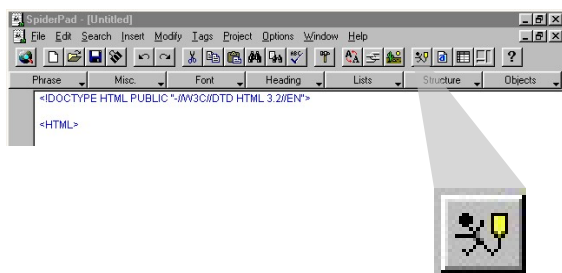 SpiderPad - [Untitled]
File Edit Search Insert Modify Tags Project Options Window Help
Phrase Misc. Font Heading Lists Structure Objects
<!DOCTYPE HTML PUBLIC "-//W3C//DTD HTML 3.2//EN">
<HTML>